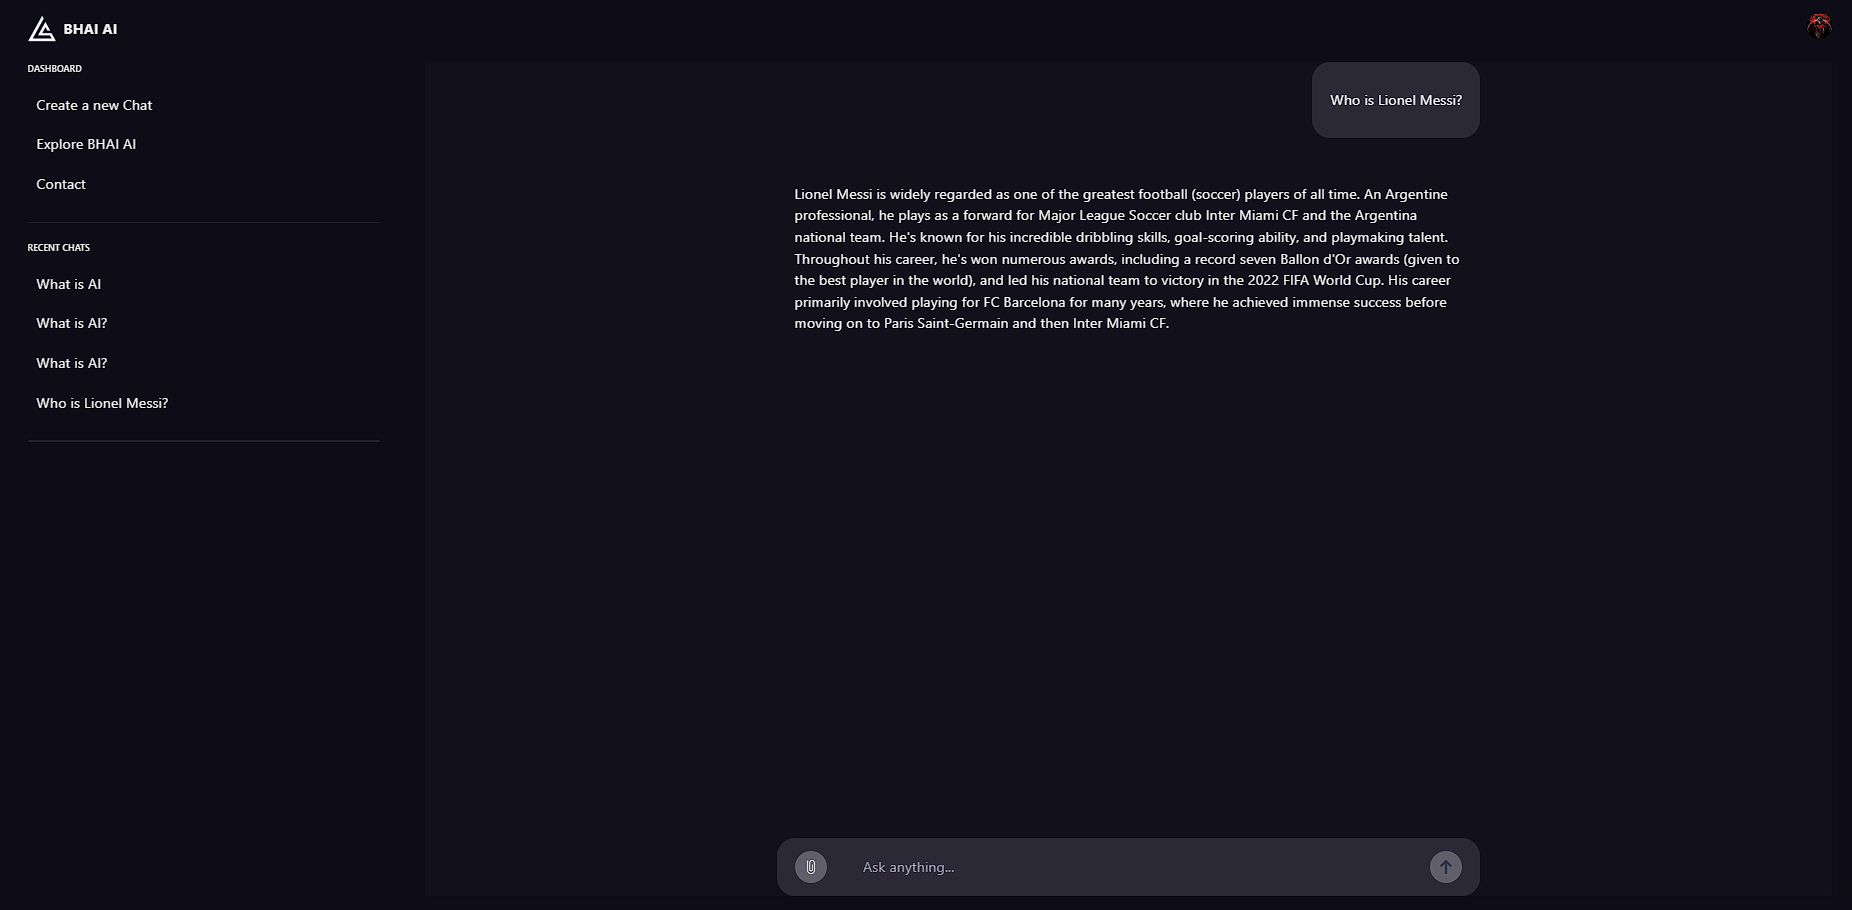 BHAI AI
DASHBOARD
Create a new Chat
Explore BHAI AI
Contact
RECENT CHATS
What is AI
What is AI?
What is AI?
Who is Lionel Messi?
Who is Lionel Messi?
Lionel Messi is widely regarded as one of the greatest football (soccer) players of all time. An Argentine
professional, he plays as a forward for Major League Soccer club Inter Miami CF and the Argentina
national team. He's known for his incredible dribbling skills, goal-scoring ability, and playmaking talent.
Throughout his career, he's won numerous awards, including a record seven Ballon d'Or awards (given to
the best player in the world), and led his national team to victory in the 2022 FIFA World Cup. His career
primarily involved playing for FC Barcelona for many years, where he achieved immense success before
moving on to Paris Saint-Germain and then Inter Miami CF.
Ask anything...